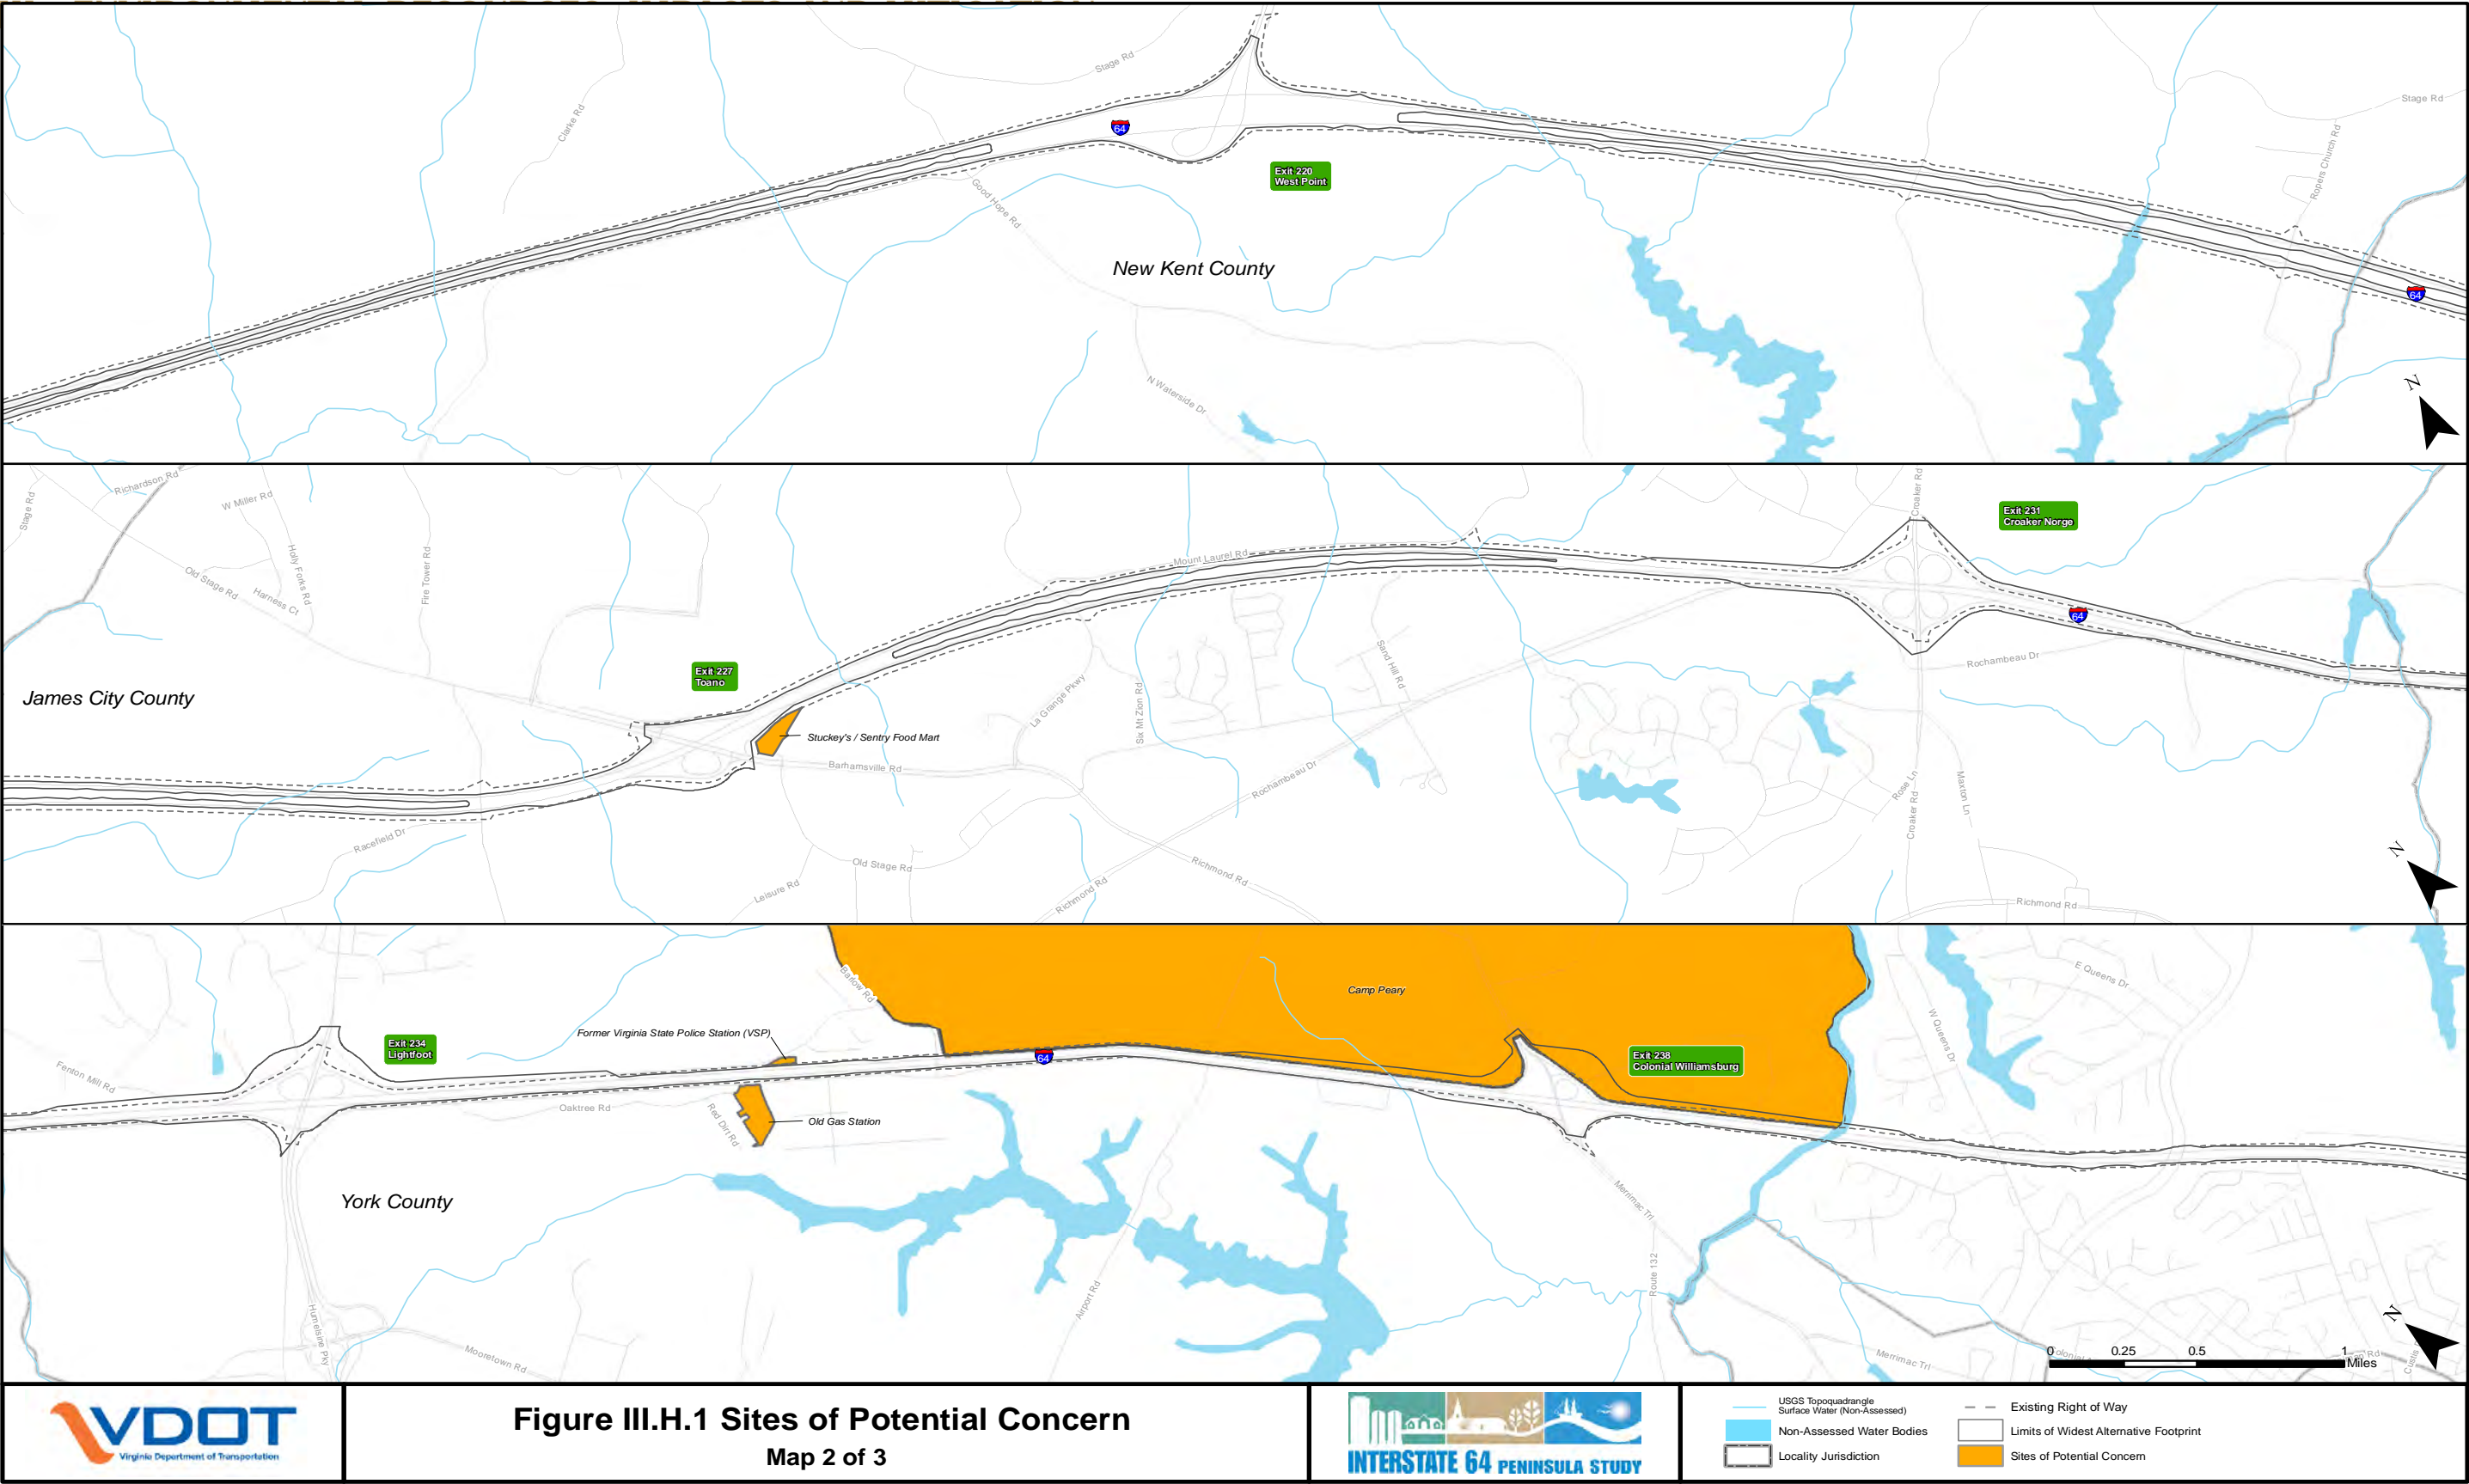 Stage Rd
Clarke Rd
64
Exit 220
West Point
Good Hope Rd
New Kent County
N Waterside Dr
Stage Rd
Ropers Church Rd
64
N
Stage Rd
Richardson Rd
W Miller Rd
Holly Forks Rd
Old Stage Rd
Harness Ct
Fire Tower Rd
James City County
Exit 227
Toano
Stuckey's / Sentry Food Mart
Barhamsville Rd
Racefield Dr
Leisure Rd
Old Stage Rd
La Grange Pkwy
Six Mt Zion Rd
Mount Laurel Rd
Sand Hill Rd
Rochambeau Dr
Richmond Rd
Richmond Rd
Croaker Rd
Exit 231
Croaker Norge
64
Rochambeau Dr
Rose Ln
Croaker Rd
Maxton Ln
Richmond Rd
N
Fenton Mill Rd
Exit 234
Lightfoot
Former Virginia State Police Station (VSP)
Barlow Rd
64
Camp Peary
Exit 238
Colonial Williamsburg
E Queens Dr
W Queens Dr
Oaktree Rd
Red Dirt Rd
Old Gas Station
York County
Humelsine Pky
Mooretown Rd
Airport Rd
Merrimac Trl
Route 132
Merrimac Trl
N
0 0.25 0.5 1
Miles
VDOT
Virginia Department of Transportation
Figure III.H.1 Sites of Potential Concern
Map 2 of 3
INTERSTATE 64 PENINSULA STUDY
USGS Topoquadrangle
Surface Water (Non-Assessed)
Non-Assessed Water Bodies
Locality Jurisdiction
Existing Right of Way
Limits of Widest Alternative Footprint
Sites of Potential Concern